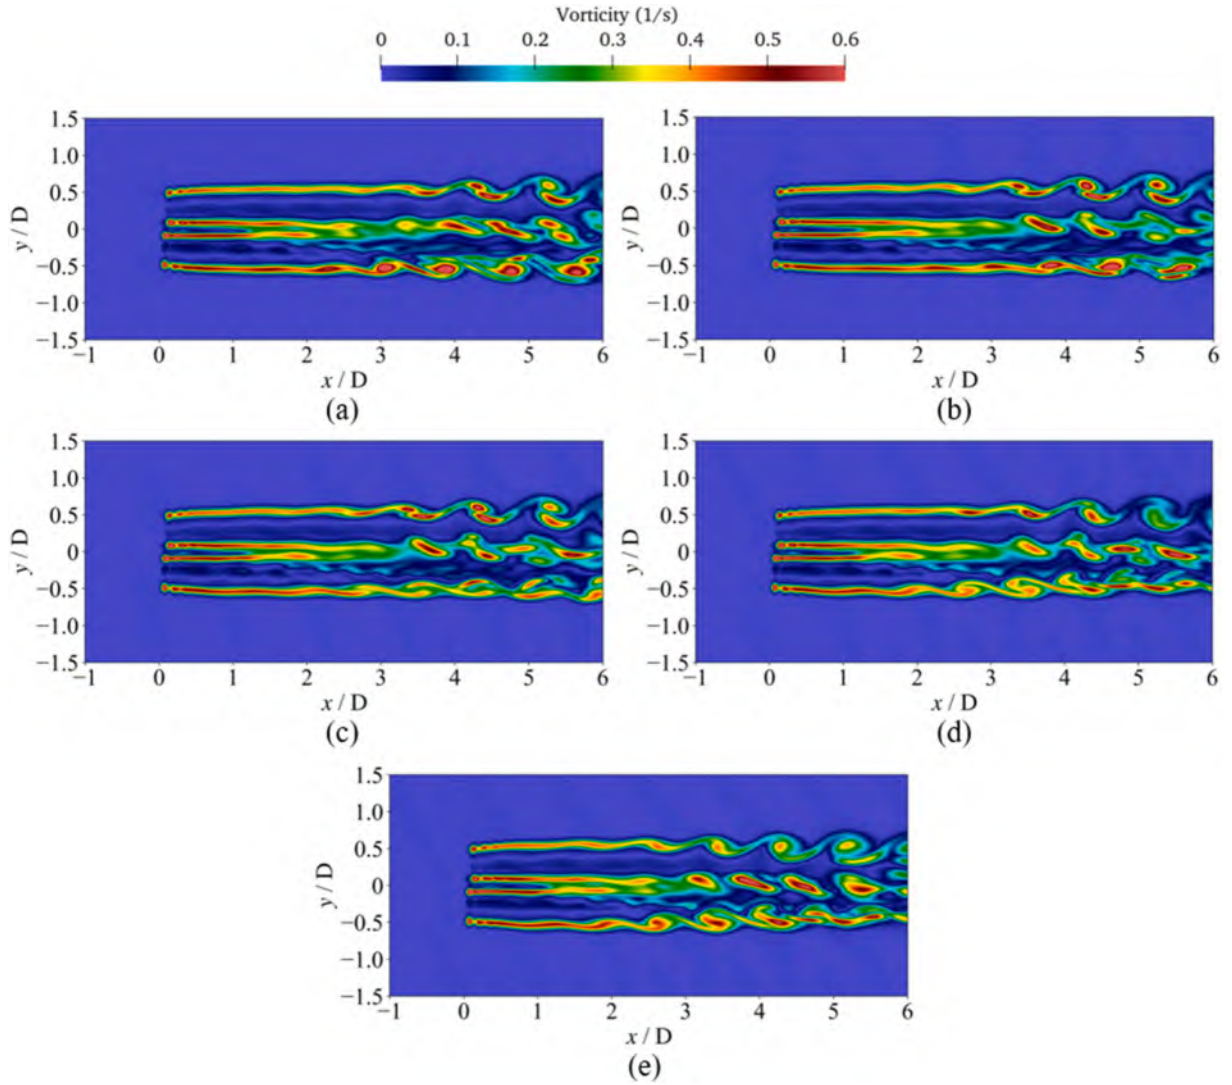 Vorticity (1/s)
0 0.1 0.2 0.3 0.4 0.5 0.6
1.5 1.5
1.0 1.0
0.5 0.5
y / D 0 y / D 0
−0.5 −0.5
−1.0 −1.0
−1.5 −1.5
−1 0 1 2 3 4 5 6 −1 0 1 2 3 4 5 6
x / D x / D
(a) (b)
1.5 1.5
1.0 1.0
0.5 0.5
y / D 0 y / D 0
−0.5 −0.5
−1.0 −1.0
−1.5 −1.5
−1 0 1 2 3 4 5 6 −1 0 1 2 3 4 5 6
x / D x / D
(c) (d)
1.5
1.0
0.5
y / D 0
−0.5
−1.0
−1.5
−1 0 1 2 3 4 5 6
x / D
(e)